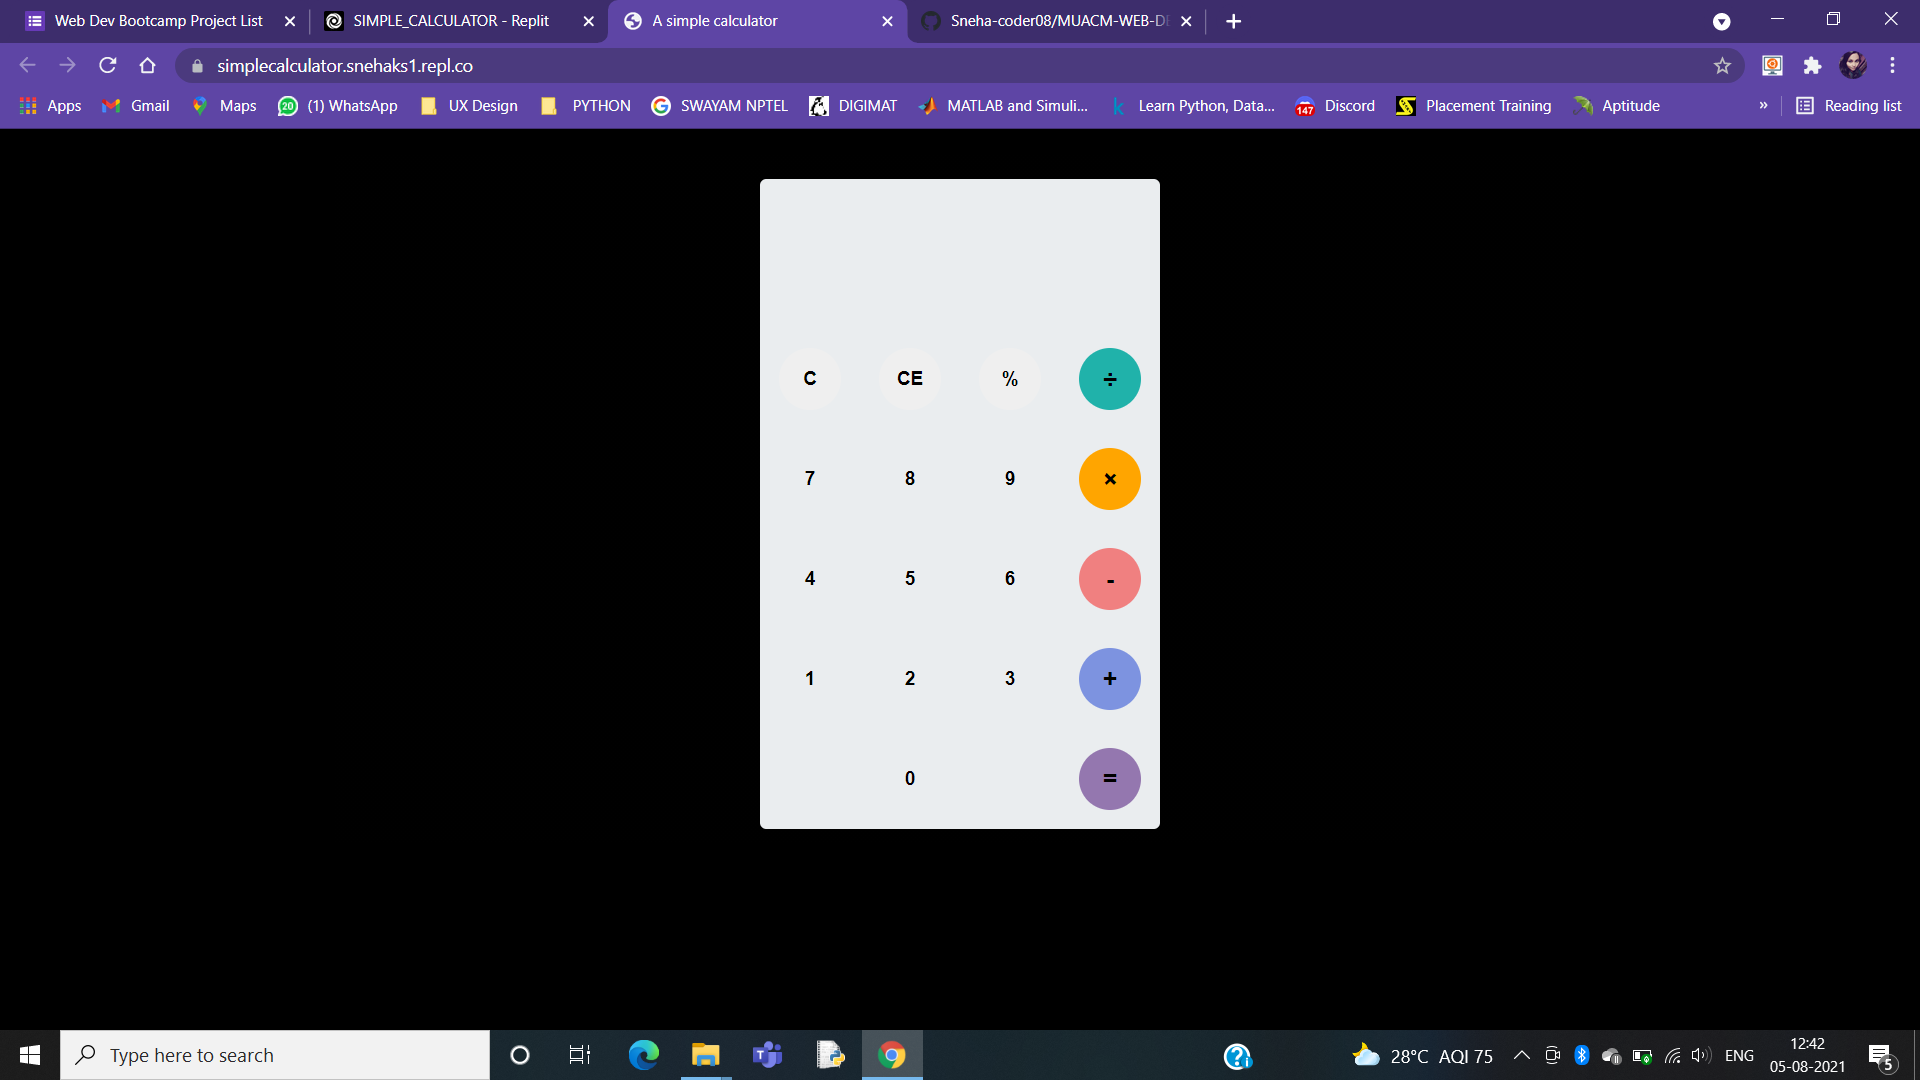 Web Dev Bootcamp Project List
SIMPLE_CALCULATOR - Replit
A simple calculator
Sneha-coder08/MUACM-WEB-DE
simplecalculator.snehaks1.repl.co
Apps
Gmail
Maps
20
(1) WhatsApp
UX Design
PYTHON
SWAYAM NPTEL
DIGIMAT
MATLAB and Simuli...
k
Learn Python, Data...
147
Discord
Placement Training
Aptitude
»
Reading list
C CE % ÷
7 8 9 ×
4 5 6 -
1 2 3 +
0 =
Type here to search
28°C AQI 75
ENG
12:42
05-08-2021
5